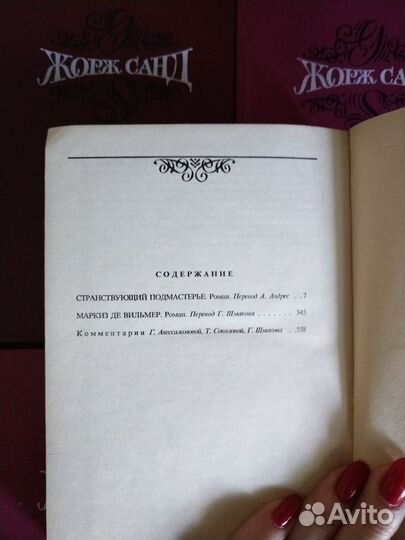 ЖОРЖ САНД
ЖОРЖ САНД
СОДЕРЖАНИЕ
СТРАНСТВУЮЩИЙ ПОДМАСТЕРЬЕ. Роман. Перевод А. Андрес . . 7
МАРКИЗ ДЕ ВИЛЬМЕР. Роман. Перевод Г. Шмакова . . . . . . . 345
Комментарии Г. Авессаломовой, Т. Соколовой, Г. Шмакова . 558
Avito